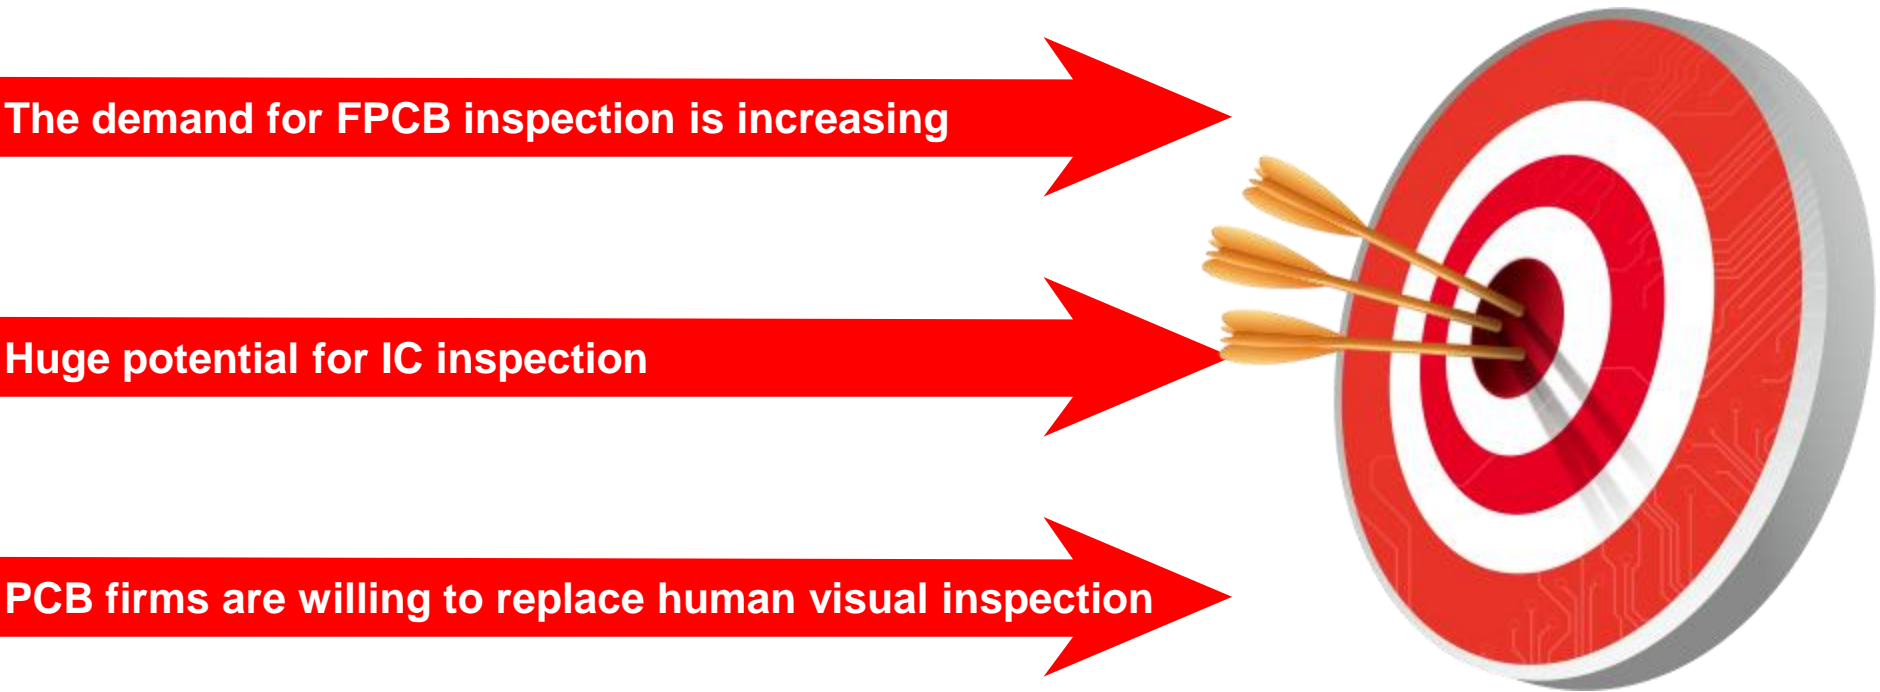 The demand for FPCB inspection is increasing
Huge potential for IC inspection
PCB firms are willing to replace human visual inspection